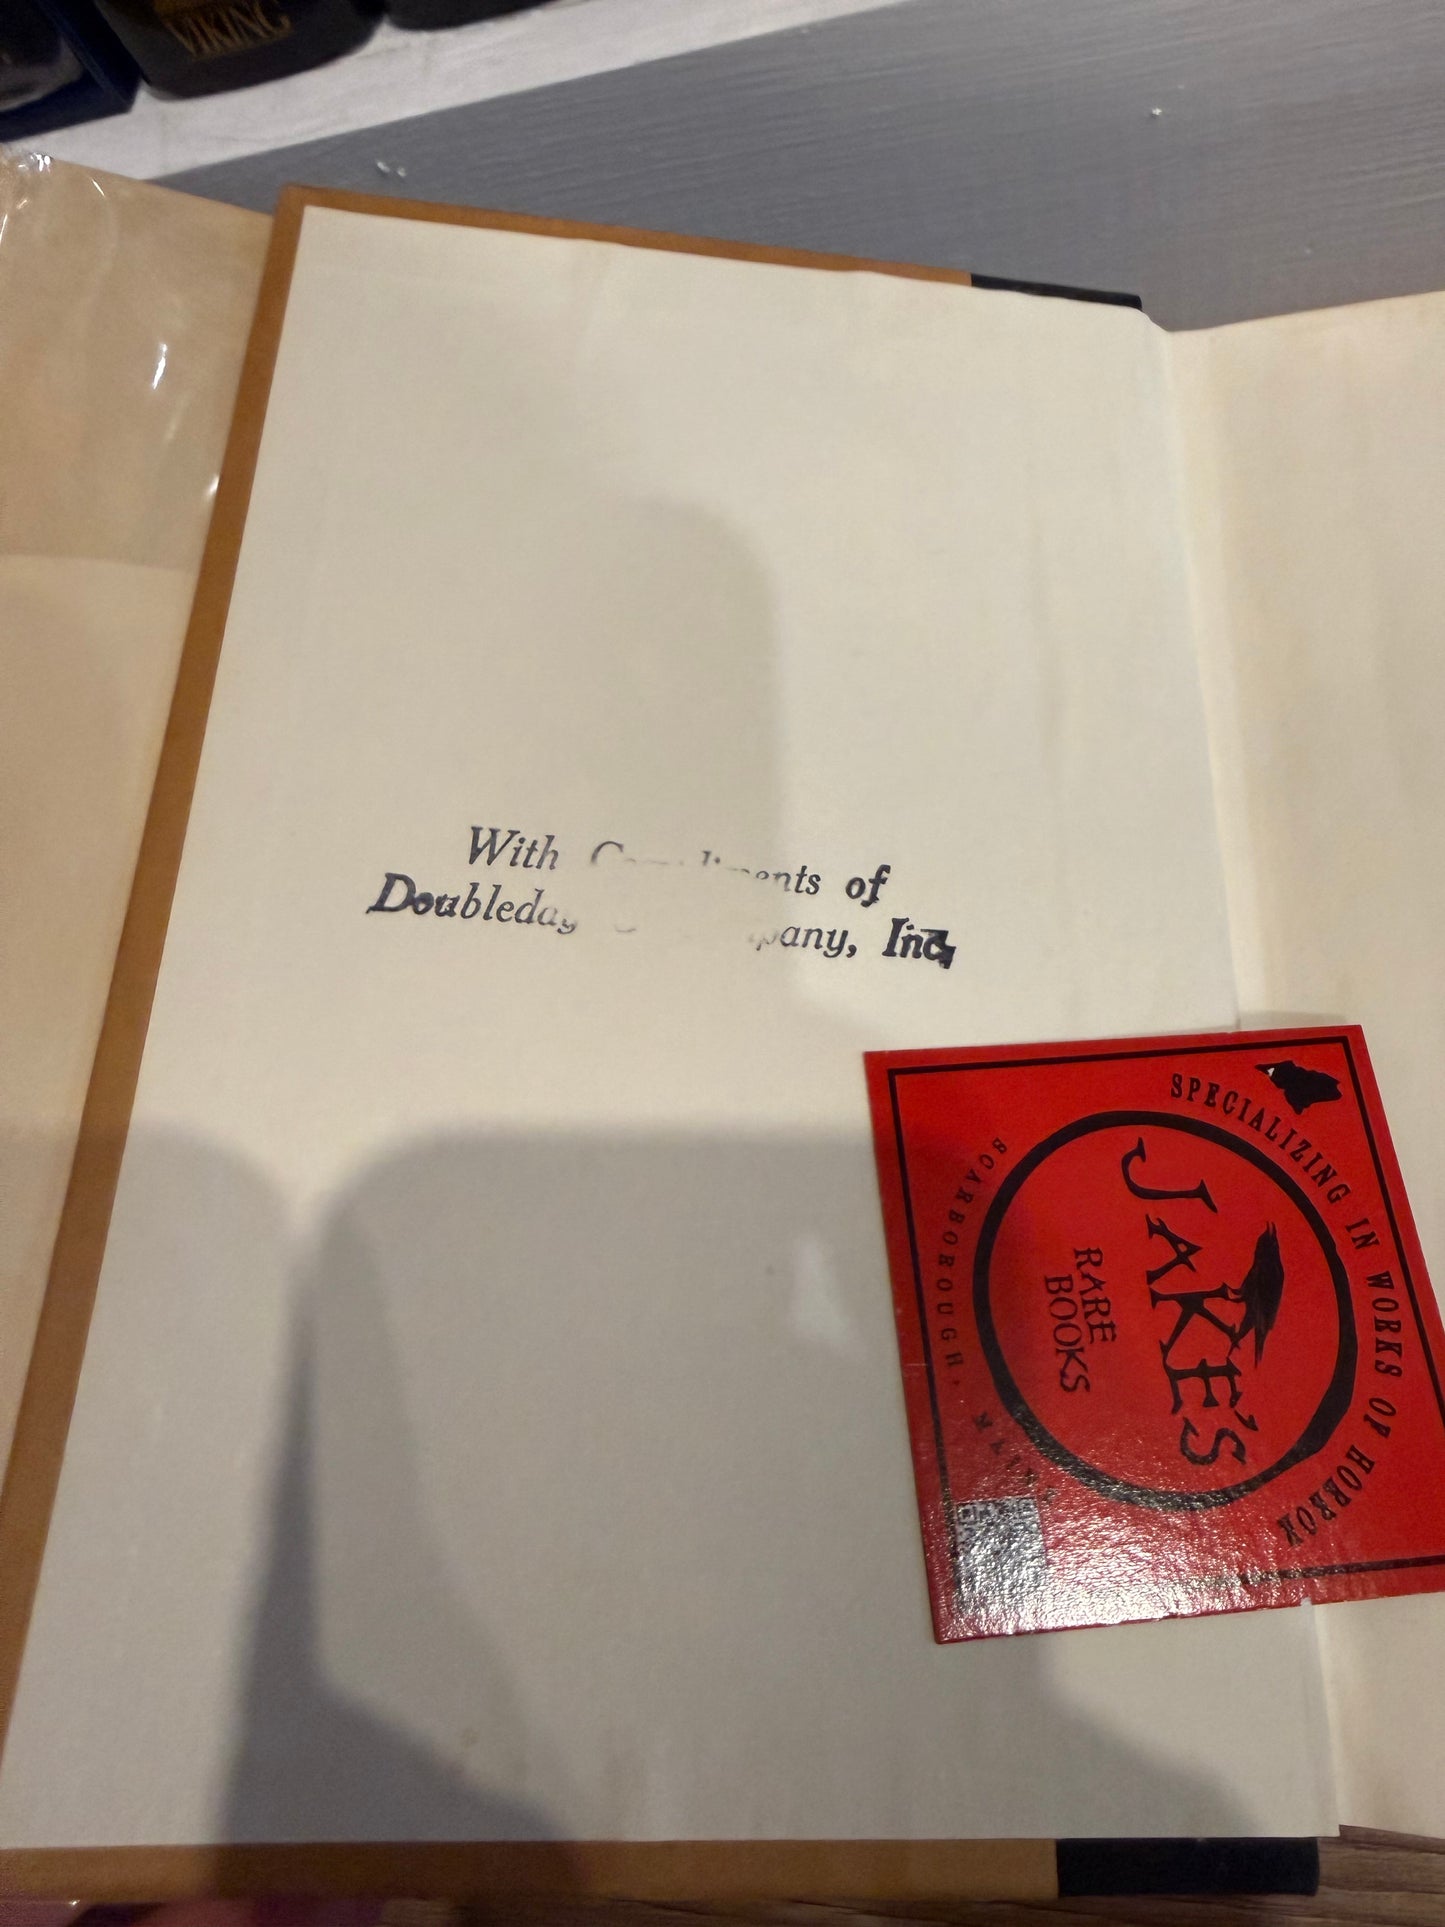 VIKING
With Compliments of
Doubleday & Company, Inc.
SPECIALIZING IN WORKS OF HORROR
JAKE'S
RARE
BOOKS
SCARBOROUGH, MAINE